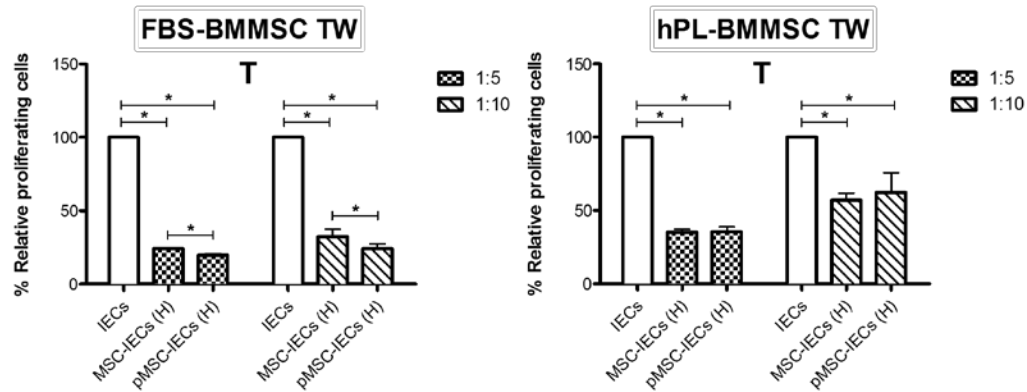 FBS-BMMSC TW
T
% Relative proliferating cells
150
100
50
0
* * * * * *
IECs
MSC-IECs (H)
pMSC-IECs (H)
IECs
MSC-IECs (H)
pMSC-IECs (H)
1:5
1:10
hPL-BMMSC TW
T
% Relative proliferating cells
150
100
50
0
* * * *
IECs
MSC-IECs (H)
pMSC-IECs (H)
IECs
MSC-IECs (H)
pMSC-IECs (H)
1:5
1:10